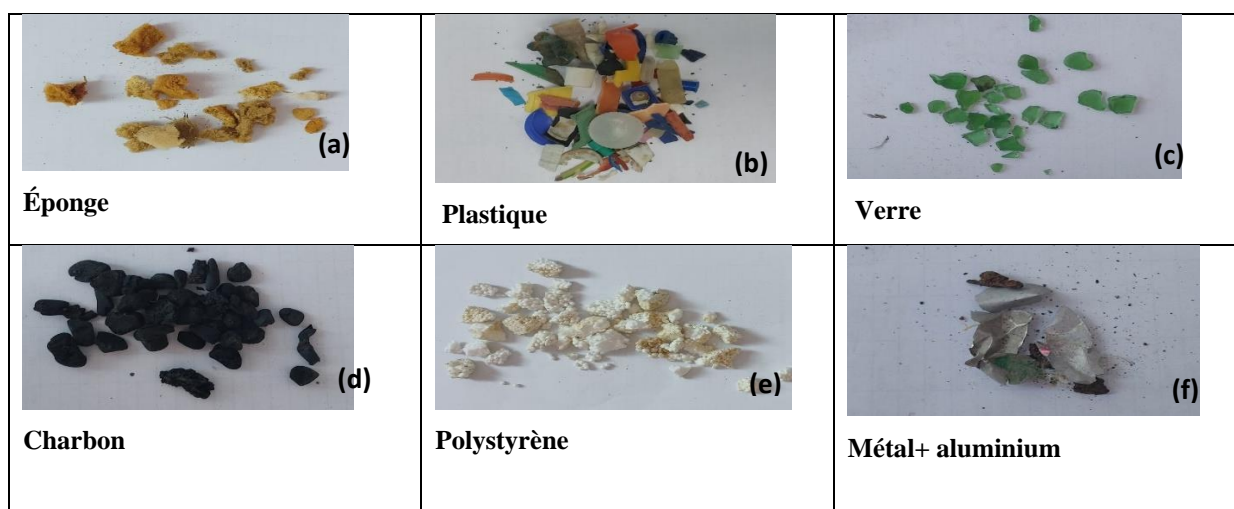 (a)
Éponge
(b)
Plastique
(c)
Verre
(d)
Charbon
(e)
Polystyrène
(f)
Métal+ aluminium